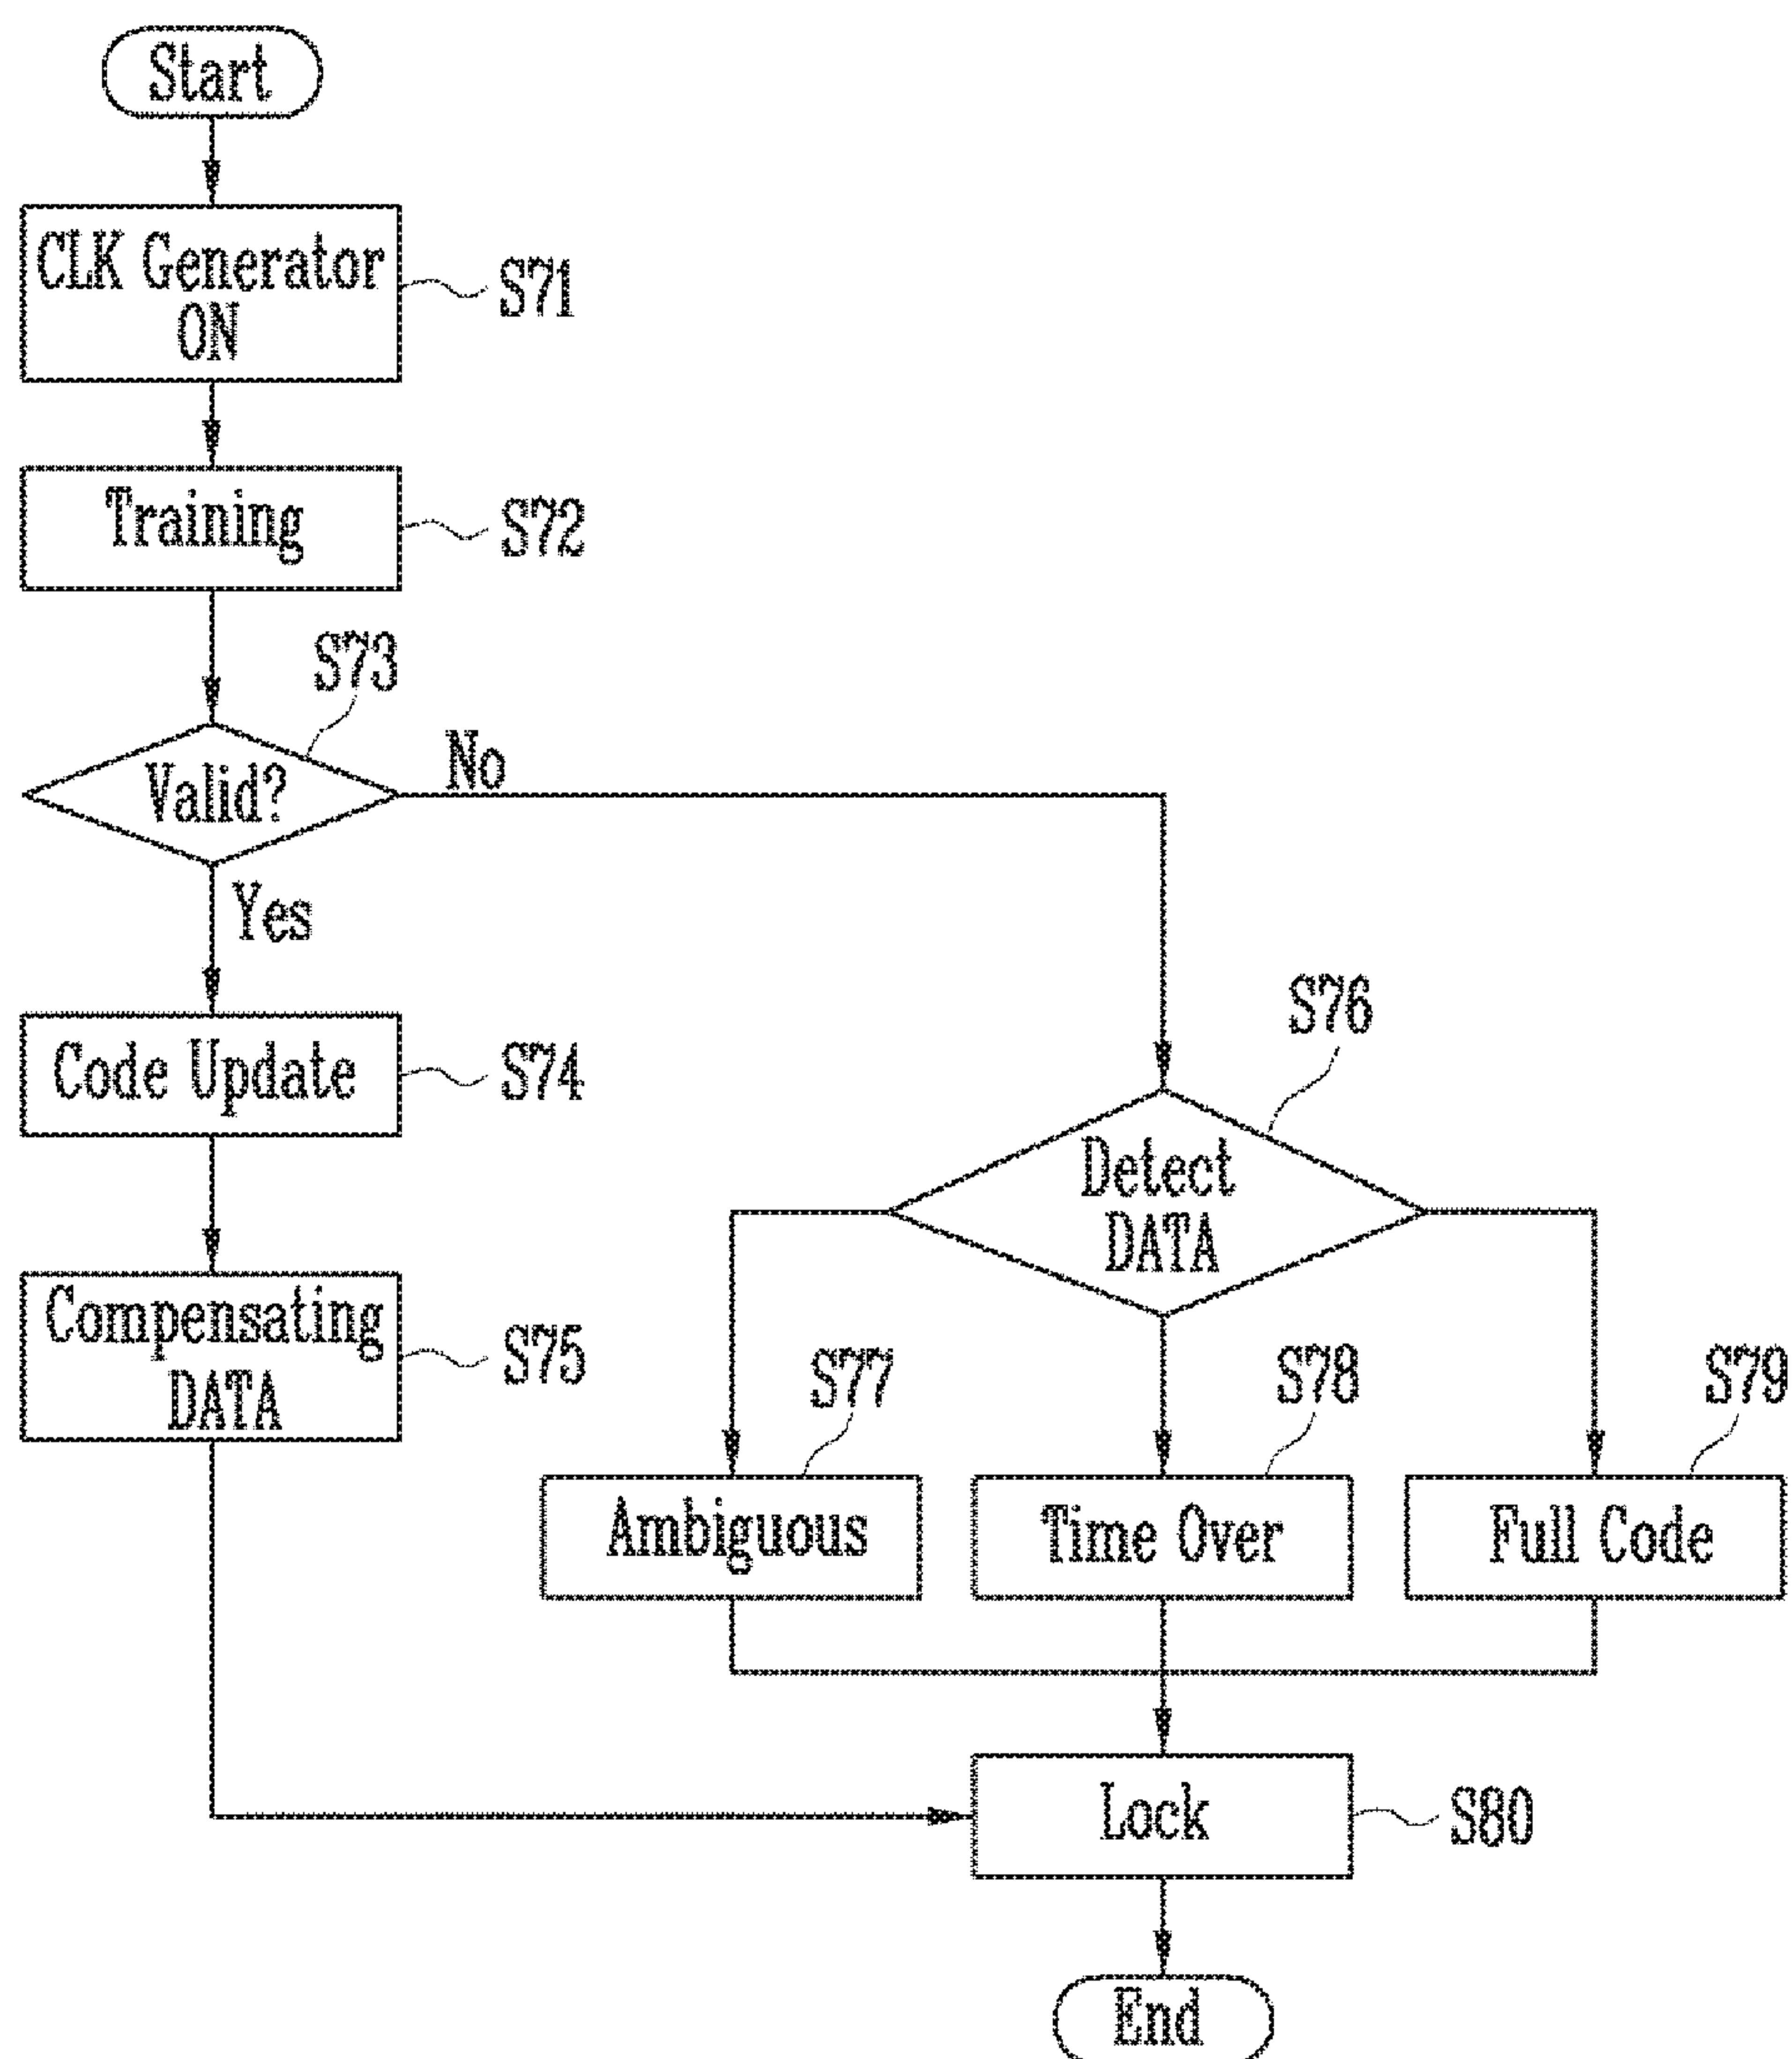 Start
CLK Generator
ON
S71
Training
S72
S73
Valid?
No
Yes
Code Update
S74
S76
Detect
DATA
Compensating
DATA
S75
S77
S78
S79
Ambiguous
Time Over
Full Code
Lock
S80
End